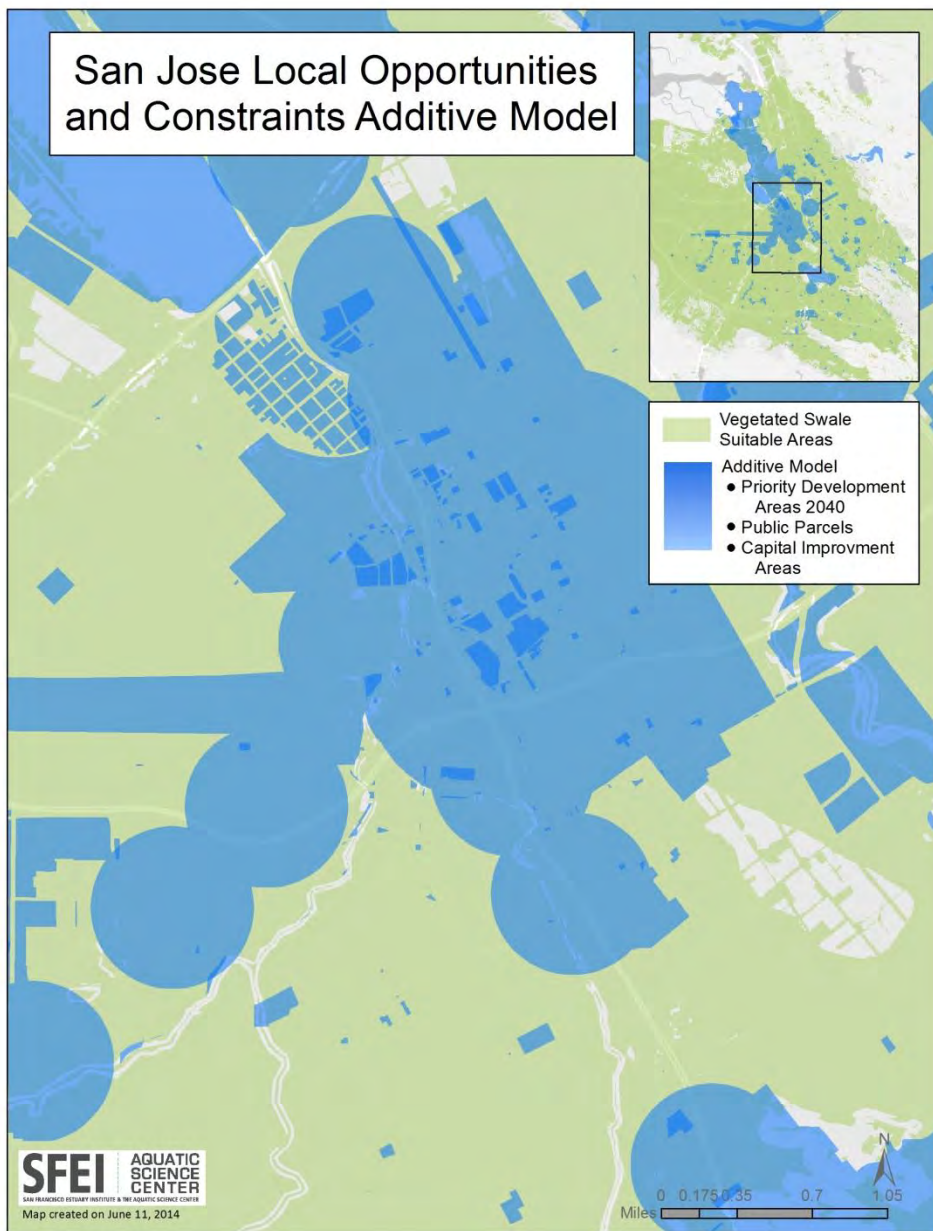 San Jose Local Opportunities
and Constraints Additive Model
Vegetated Swale
Suitable Areas
Additive Model
● Priority Development
Areas 2040
● Public Parcels
● Capital Improvment
Areas
SFEI
AQUATIC
SCIENCE
CENTER
SAN FRANCISCO ESTUARY INSTITUTE & THE AQUATIC SCIENCE CENTER
Map created on June 11, 2014
N
0 0.175 0.35 0.7 1.05
Miles